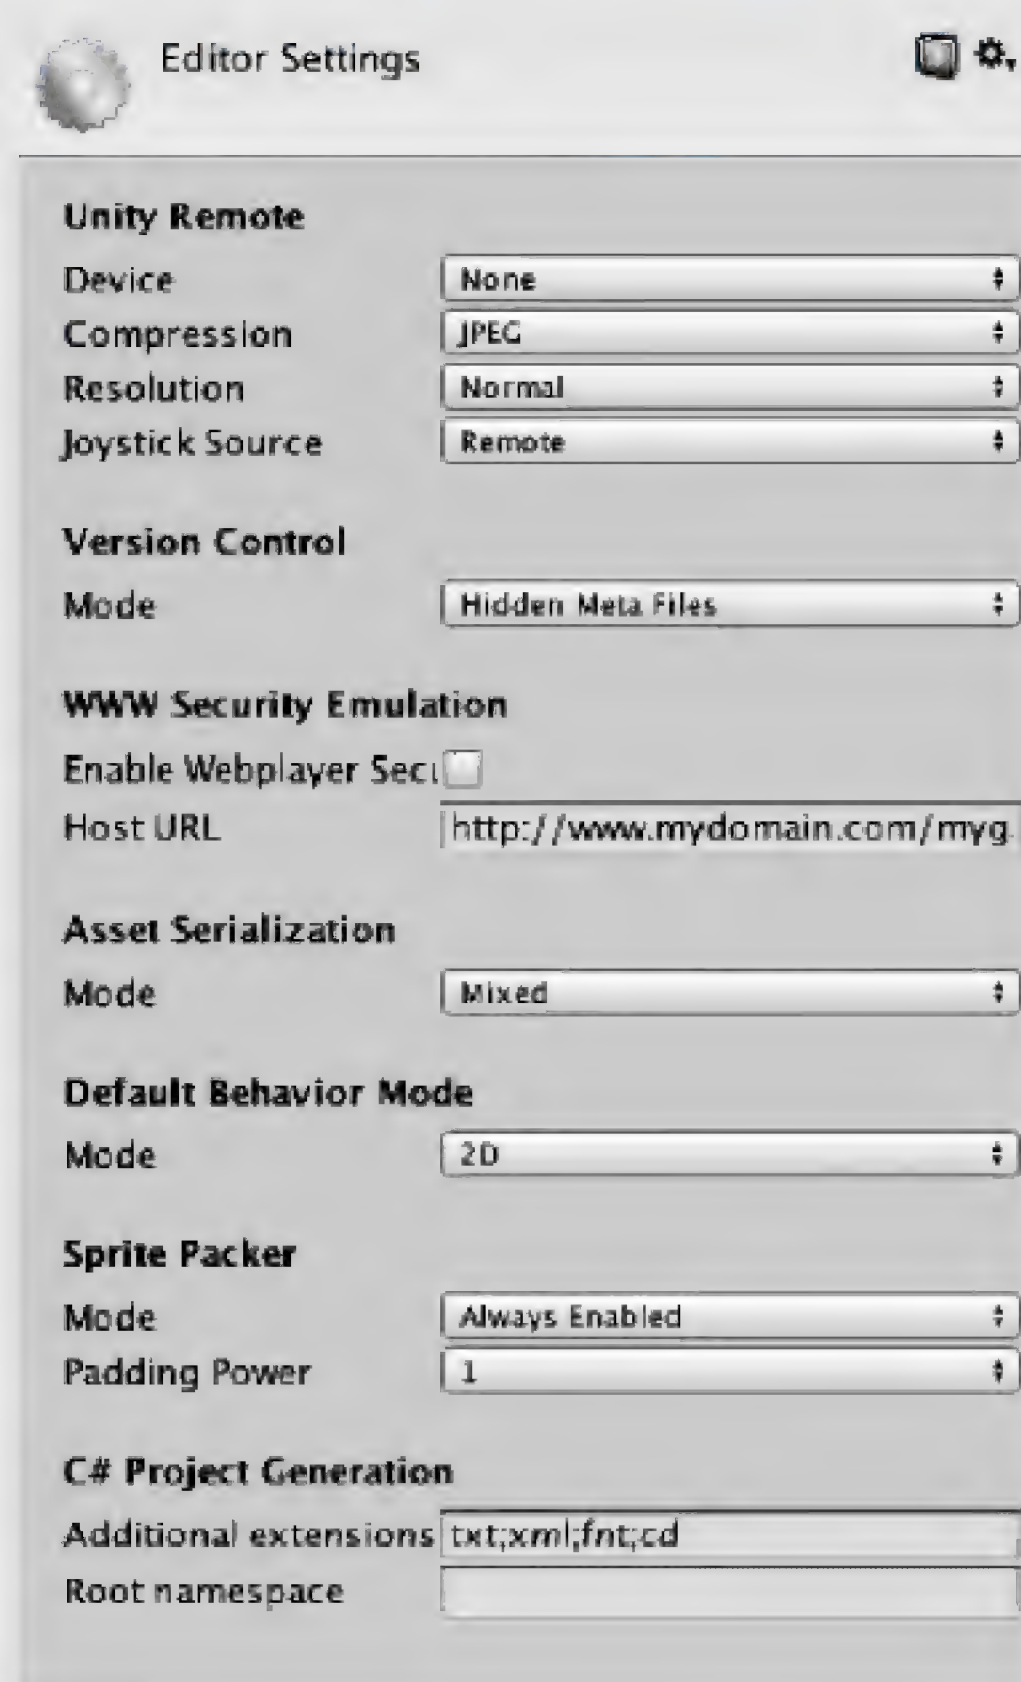 Editor Settings
Unity Remote
Device None
Compression JPEG
Resolution Normal
Joystick Source Remote
Version Control
Mode Hidden Meta Files
WWW Security Emulation
Enable Webplayer Secu
Host URL http://www.mydomain.com/myg
Asset Serialization
Mode Mixed
Default Behavior Mode
Mode 2D
Sprite Packer
Mode Always Enabled
Padding Power 1
C# Project Generation
Additional extensions txt;xml;fnt;cd
Root namespace